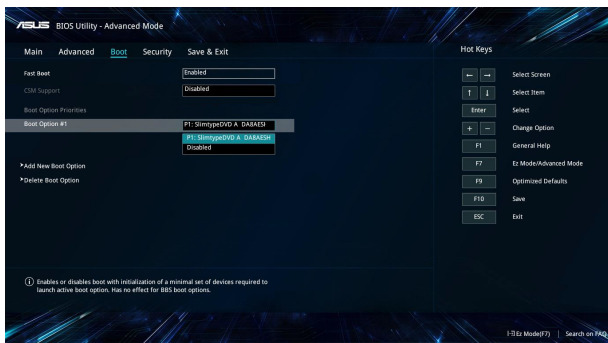 ASUS BIOS Utility - Advanced Mode
Main Advanced Boot Security Save & Exit
Hot Keys
Fast Boot Enabled
CSM Support Disabled
Boot Option Priorities
Boot Option #1 P1: SlimtypeDVD A DA8AESI
P1: SlimtypeDVD A DA8AESH
Disabled
Add New Boot Option
Delete Boot Option
← → Select Screen
↑ ↓ Select Item
Enter Select
+ − Change Option
F1 General Help
F7 Ez Mode/Advanced Mode
F9 Optimized Defaults
F10 Save
ESC Exit
Enables or disables boot with initialization of a minimal set of devices required to
launch active boot option. Has no effect for BBS boot options.
Ez Mode(F7) | Search on FAQ